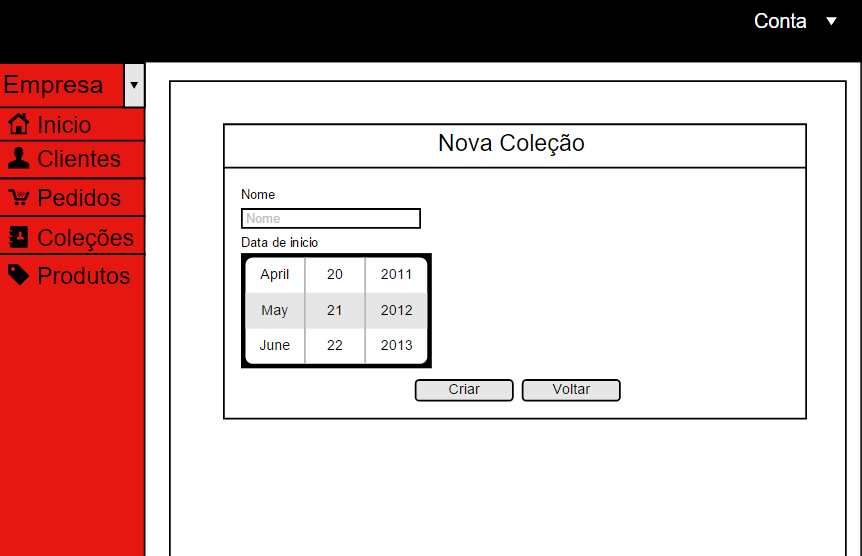 Conta
Empresa
Inicio
Clientes
Pedidos
Coleções
Produtos
Nova Coleção
Nome
Nome
Data de inicio
April 20 2011
May 21 2012
June 22 2013
Criar Voltar